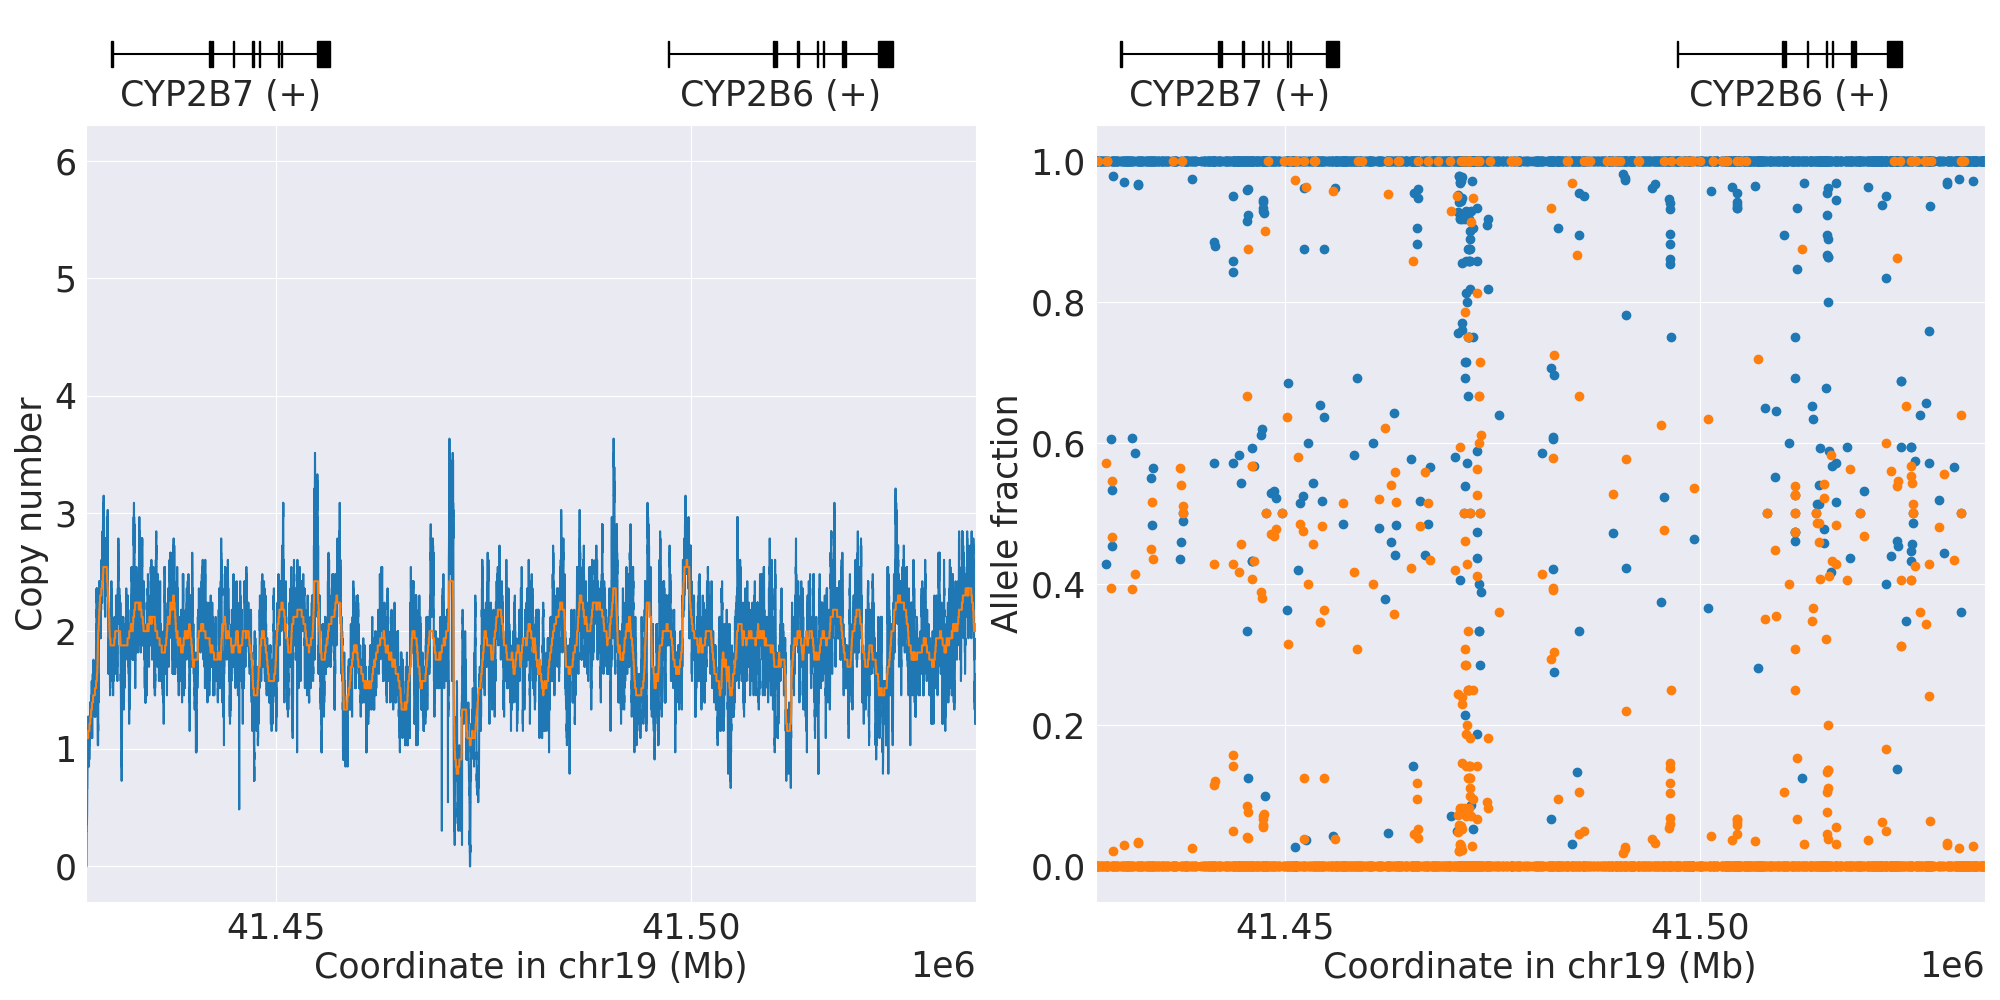 CYP2B7 (+)
CYP2B6 (+)
6
5
4
3
2
1
0
Copy number
41.45
41.50
Coordinate in chr19 (Mb)
1e6
CYP2B7 (+)
CYP2B6 (+)
1.0
0.8
0.6
0.4
0.2
0.0
Allele fraction
41.45
41.50
Coordinate in chr19 (Mb)
1e6